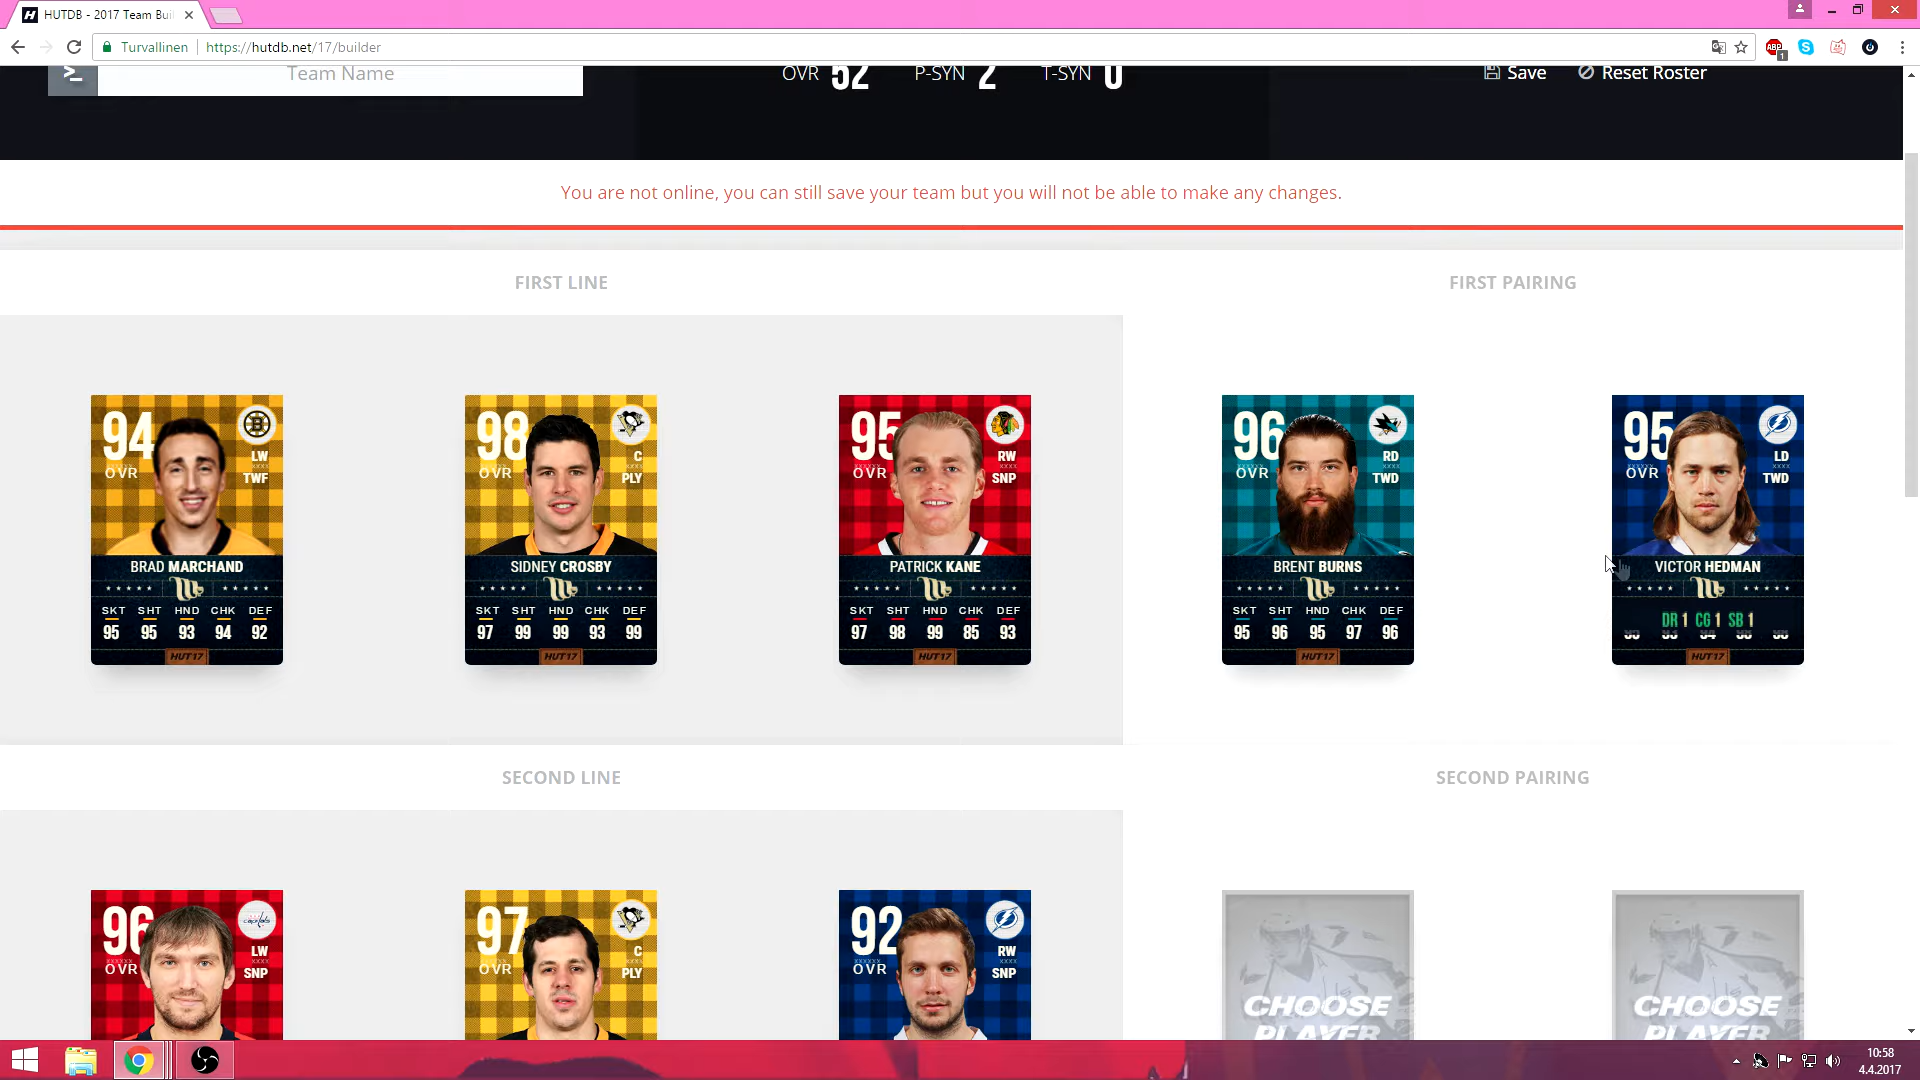 HUTDB - 2017 Team Bui
Turvallinen
https://hutdb.net/17/builder
Team Name
OVR 52 P-SYN 2 T-SYN 0
Save
Reset Roster
You are not online, you can still save your team but you will not be able to make any changes.
FIRST LINE
FIRST PAIRING
94
OVR
LW
TWF
BRAD MARCHAND
SKT SHT HND CHK DEF
95 95 93 94 92
HUT17
98
OVR
C
PLY
SIDNEY CROSBY
SKT SHT HND CHK DEF
97 99 99 93 99
HUT17
95
OVR
RW
SNP
PATRICK KANE
SKT SHT HND CHK DEF
97 98 99 85 93
HUT17
96
OVR
RD
TWD
BRENT BURNS
SKT SHT HND CHK DEF
95 96 95 97 96
HUT17
95
OVR
LD
TWD
VICTOR HEDMAN
DR 1 CG 1 SB 1
HUT17
SECOND LINE
SECOND PAIRING
96
OVR
capitals
LW
SNP
97
OVR
C
PLY
92
OVR
RW
SNP
CHOOSE
PLAYER
CHOOSE
PLAYER
10:58
4.4.2017